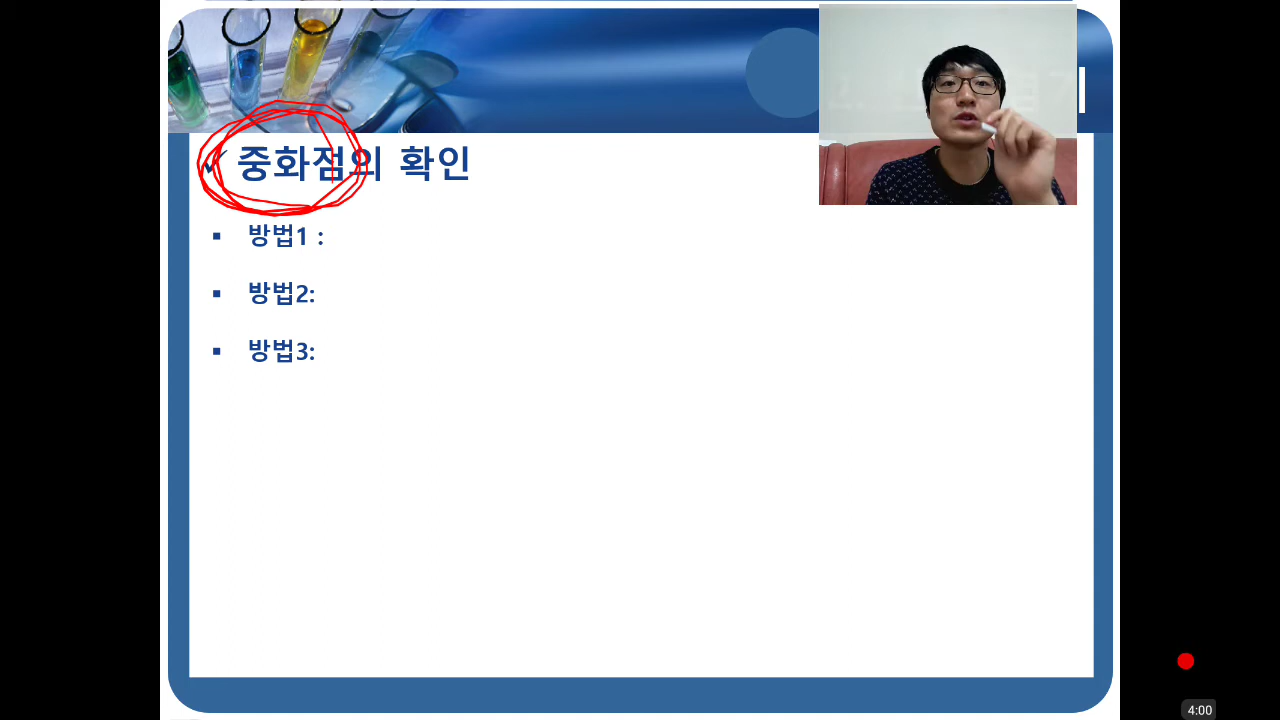 ✓ 중화점의 확인
▪ 방법1 :
▪ 방법2:
▪ 방법3:
4:00